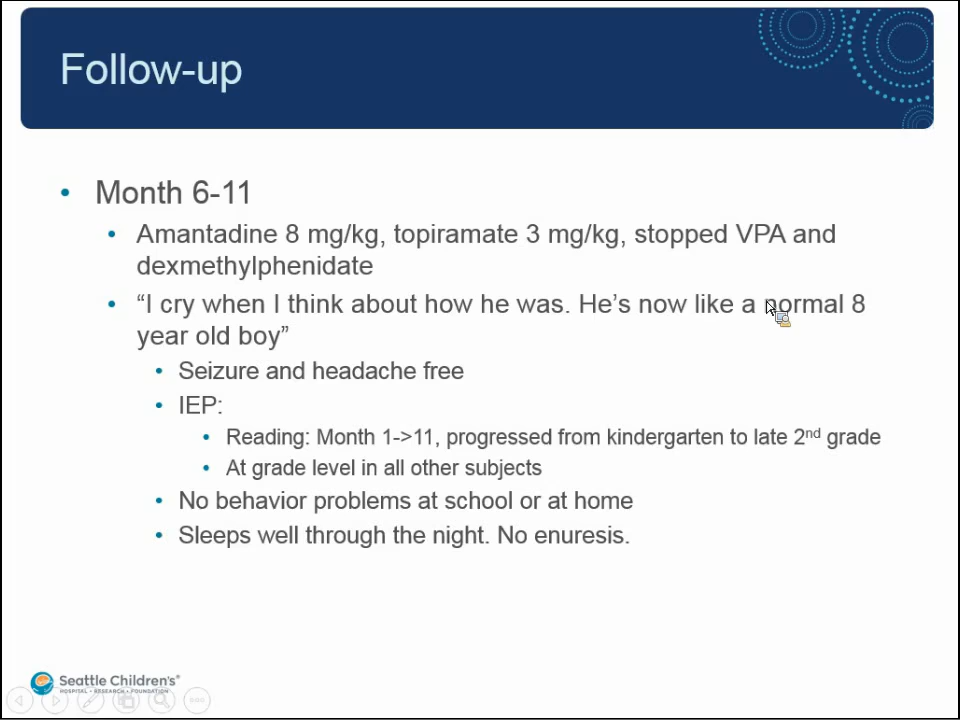 Follow-up
• Month 6-11
• Amantadine 8 mg/kg, topiramate 3 mg/kg, stopped VPA and
dexmethylphenidate
• “I cry when I think about how he was. He’s now like a normal 8
year old boy”
• Seizure and headache free
• IEP:
• Reading: Month 1->11, progressed from kindergarten to late 2nd grade
• At grade level in all other subjects
• No behavior problems at school or at home
• Sleeps well through the night. No enuresis.
Seattle Children’s®
HOSPITAL • RESEARCH • FOUNDATION